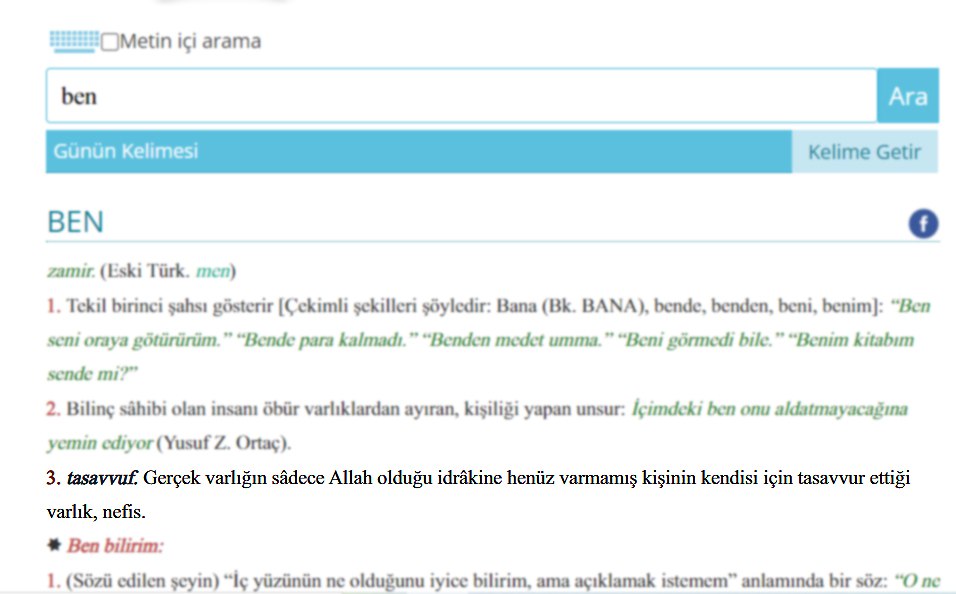 Metin içi arama
ben
Ara
Günün Kelimesi
Kelime Getir
BEN
f
zamir. (Eski Türk. men)
1. Tekil birinci şahsı gösterir [Çekimli şekilleri şöyledir: Bana (Bk. BANA), bende, benden, beni, benim]: “Ben
seni oraya götürürüm.” “Bende para kalmadı.” “Benden medet umma.” “Beni görmedi bile.” “Benim kitabım
sende mi?”
2. Bilinç sâhibi olan insanı öbür varlıklardan ayıran, kişiliği yapan unsur: İçimdeki ben onu aldatmayacağına
yemin ediyor (Yusuf Z. Ortaç).
3. tasavvuf. Gerçek varlığın sâdece Allah olduğu idrâkine henüz varmamış kişinin kendisi için tasavvur ettiği
varlık, nefis.
✸ Ben bilirim:
1. (Sözü edilen şeyin) “İç yüzünün ne olduğunu iyice bilirim, ama açıklamak istemem” anlamında bir söz: “O ne